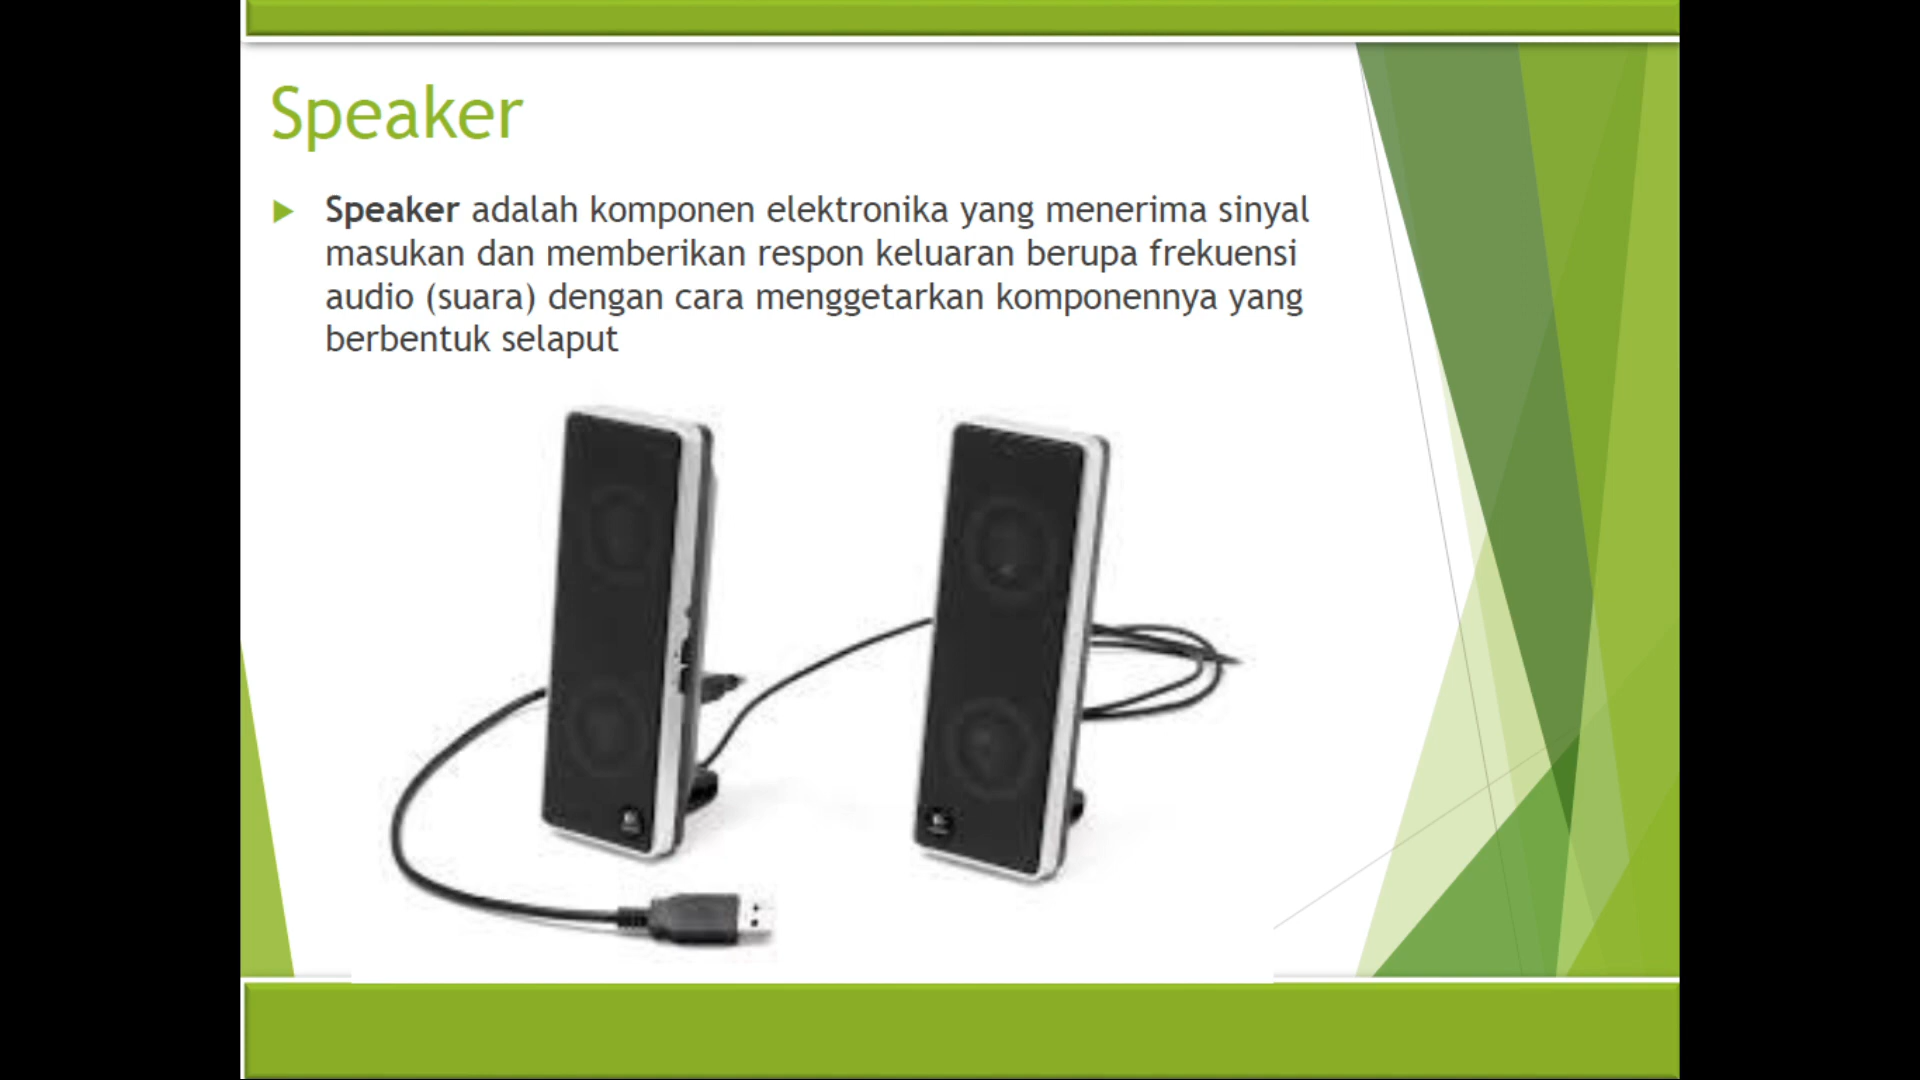 Speaker
Speaker adalah komponen elektronika yang menerima sinyal
masukan dan memberikan respon keluaran berupa frekuensi
audio (suara) dengan cara menggetarkan komponennya yang
berbentuk selaput